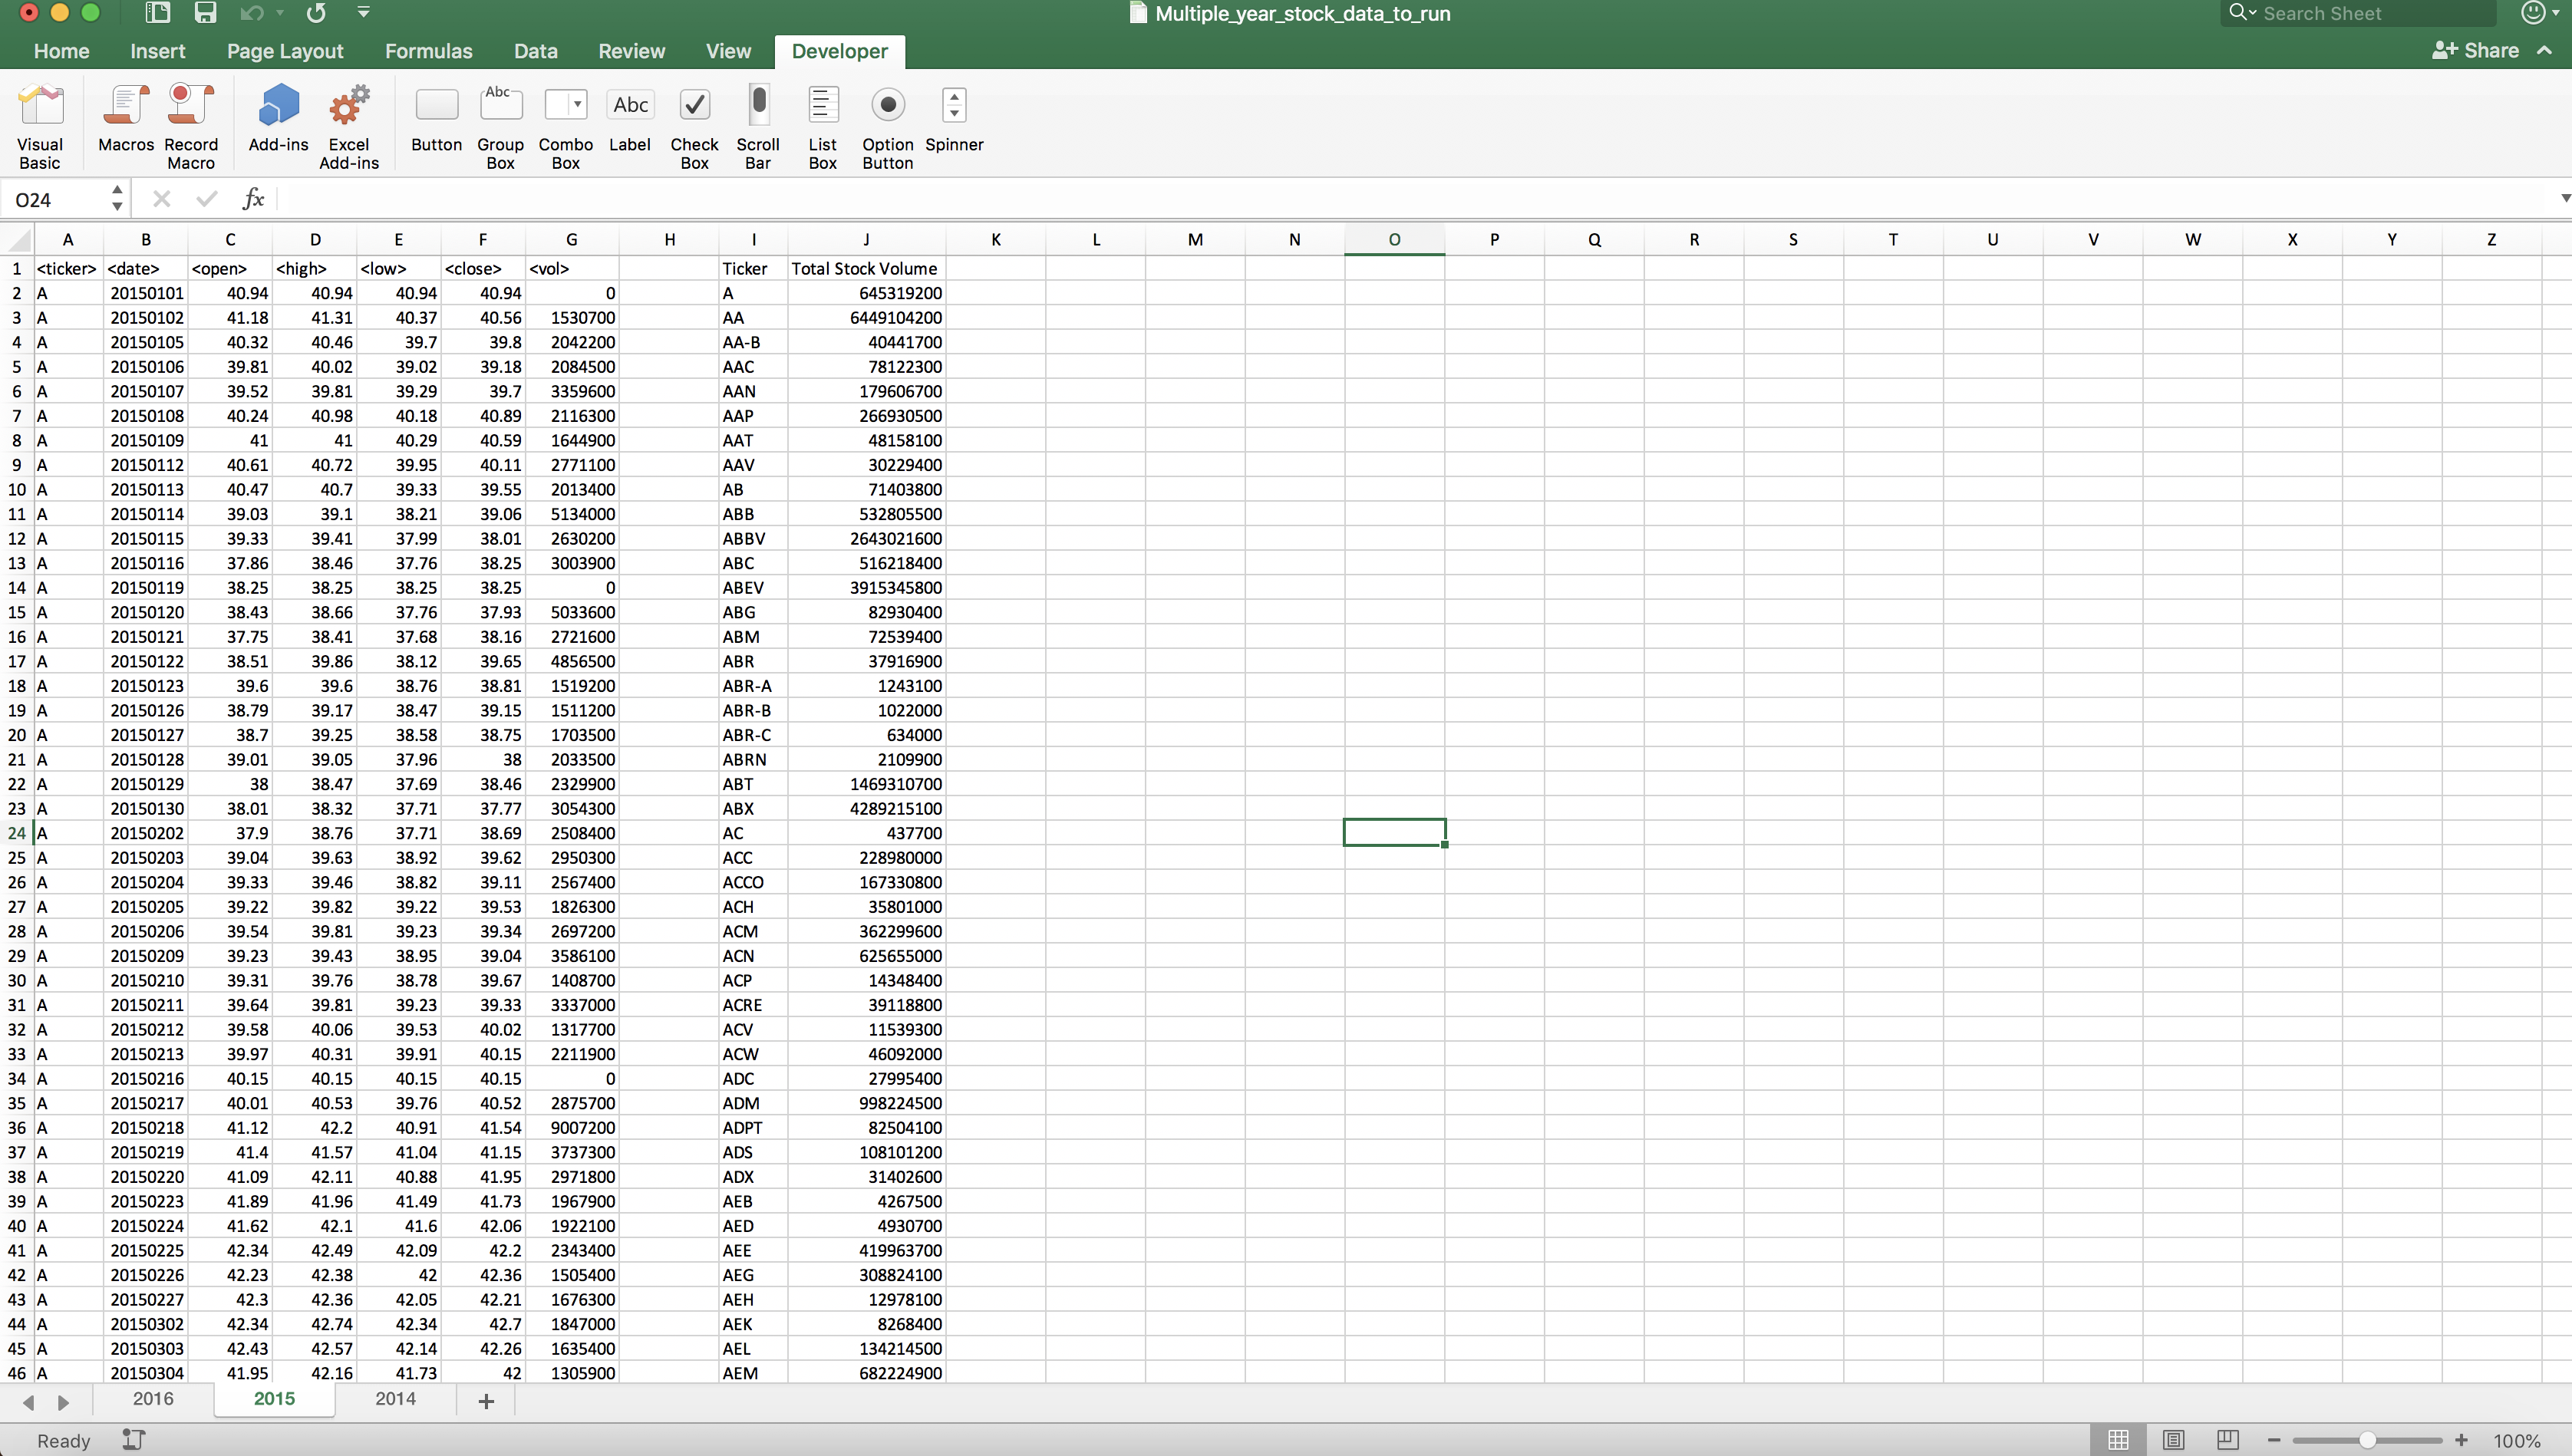 Multiple_year_stock_data_to_run
Search Sheet
Home Insert Page Layout Formulas Data Review View Developer Share
Visual Basic Macros Record Macro Add-ins Excel Add-ins Button Group Box Combo Box Label Check Box Scroll Bar List Box Option Button Spinner
Abc Abc
O24 fx
A B C D E F G H I J K L M N O P Q R S T U V W X Y Z
1 <ticker> <date> <open> <high> <low> <close> <vol> Ticker Total Stock Volume
2 A 20150101 40.94 40.94 40.94 40.94 0 A 645319200
3 A 20150102 41.18 41.31 40.37 40.56 1530700 AA 6449104200
4 A 20150105 40.32 40.46 39.7 39.8 2042200 AA-B 40441700
5 A 20150106 39.81 40.02 39.02 39.18 2084500 AAC 78122300
6 A 20150107 39.52 39.81 39.29 39.7 3359600 AAN 179606700
7 A 20150108 40.24 40.98 40.18 40.89 2116300 AAP 266930500
8 A 20150109 41 41 40.29 40.59 1644900 AAT 48158100
9 A 20150112 40.61 40.72 39.95 40.11 2771100 AAV 30229400
10 A 20150113 40.47 40.7 39.33 39.55 2013400 AB 71403800
11 A 20150114 39.03 39.1 38.21 39.06 5134000 ABB 532805500
12 A 20150115 39.33 39.41 37.99 38.01 2630200 ABBV 2643021600
13 A 20150116 37.86 38.46 37.76 38.25 3003900 ABC 516218400
14 A 20150119 38.25 38.25 38.25 38.25 0 ABEV 3915345800
15 A 20150120 38.43 38.66 37.76 37.93 5033600 ABG 82930400
16 A 20150121 37.75 38.41 37.68 38.16 2721600 ABM 72539400
17 A 20150122 38.51 39.86 38.12 39.65 4856500 ABR 37916900
18 A 20150123 39.6 39.6 38.76 38.81 1519200 ABR-A 1243100
19 A 20150126 38.79 39.17 38.47 39.15 1511200 ABR-B 1022000
20 A 20150127 38.7 39.25 38.58 38.75 1703500 ABR-C 634000
21 A 20150128 39.01 39.05 37.96 38 2033500 ABRN 2109900
22 A 20150129 38 38.47 37.69 38.46 2329900 ABT 1469310700
23 A 20150130 38.01 38.32 37.71 37.77 3054300 ABX 4289215100
24 A 20150202 37.9 38.76 37.71 38.69 2508400 AC 437700
25 A 20150203 39.04 39.63 38.92 39.62 2950300 ACC 228980000
26 A 20150204 39.33 39.46 38.82 39.11 2567400 ACCO 167330800
27 A 20150205 39.22 39.82 39.22 39.53 1826300 ACH 35801000
28 A 20150206 39.54 39.81 39.23 39.34 2697200 ACM 362299600
29 A 20150209 39.23 39.43 38.95 39.04 3586100 ACN 625655000
30 A 20150210 39.31 39.76 38.78 39.67 1408700 ACP 14348400
31 A 20150211 39.64 39.81 39.23 39.33 3337000 ACRE 39118800
32 A 20150212 39.58 40.06 39.53 40.02 1317700 ACV 11539300
33 A 20150213 39.97 40.31 39.91 40.15 2211900 ACW 46092000
34 A 20150216 40.15 40.15 40.15 40.15 0 ADC 27995400
35 A 20150217 40.01 40.53 39.76 40.52 2875700 ADM 998224500
36 A 20150218 41.12 42.2 40.91 41.54 9007200 ADPT 82504100
37 A 20150219 41.4 41.57 41.04 41.15 3737300 ADS 108101200
38 A 20150220 41.09 42.11 40.88 41.95 2971800 ADX 31402600
39 A 20150223 41.89 41.96 41.49 41.73 1967900 AEB 4267500
40 A 20150224 41.62 42.1 41.6 42.06 1922100 AED 4930700
41 A 20150225 42.34 42.49 42.09 42.2 2343400 AEE 419963700
42 A 20150226 42.23 42.38 42 42.36 1505400 AEG 308824100
43 A 20150227 42.3 42.36 42.05 42.21 1676300 AEH 12978100
44 A 20150302 42.34 42.74 42.34 42.7 1847000 AEK 8268400
45 A 20150303 42.43 42.57 42.14 42.26 1635400 AEL 134214500
46 A 20150304 41.95 42.16 41.73 42 1305900 AEM 682224900
2016 2015 2014 +
Ready 100%